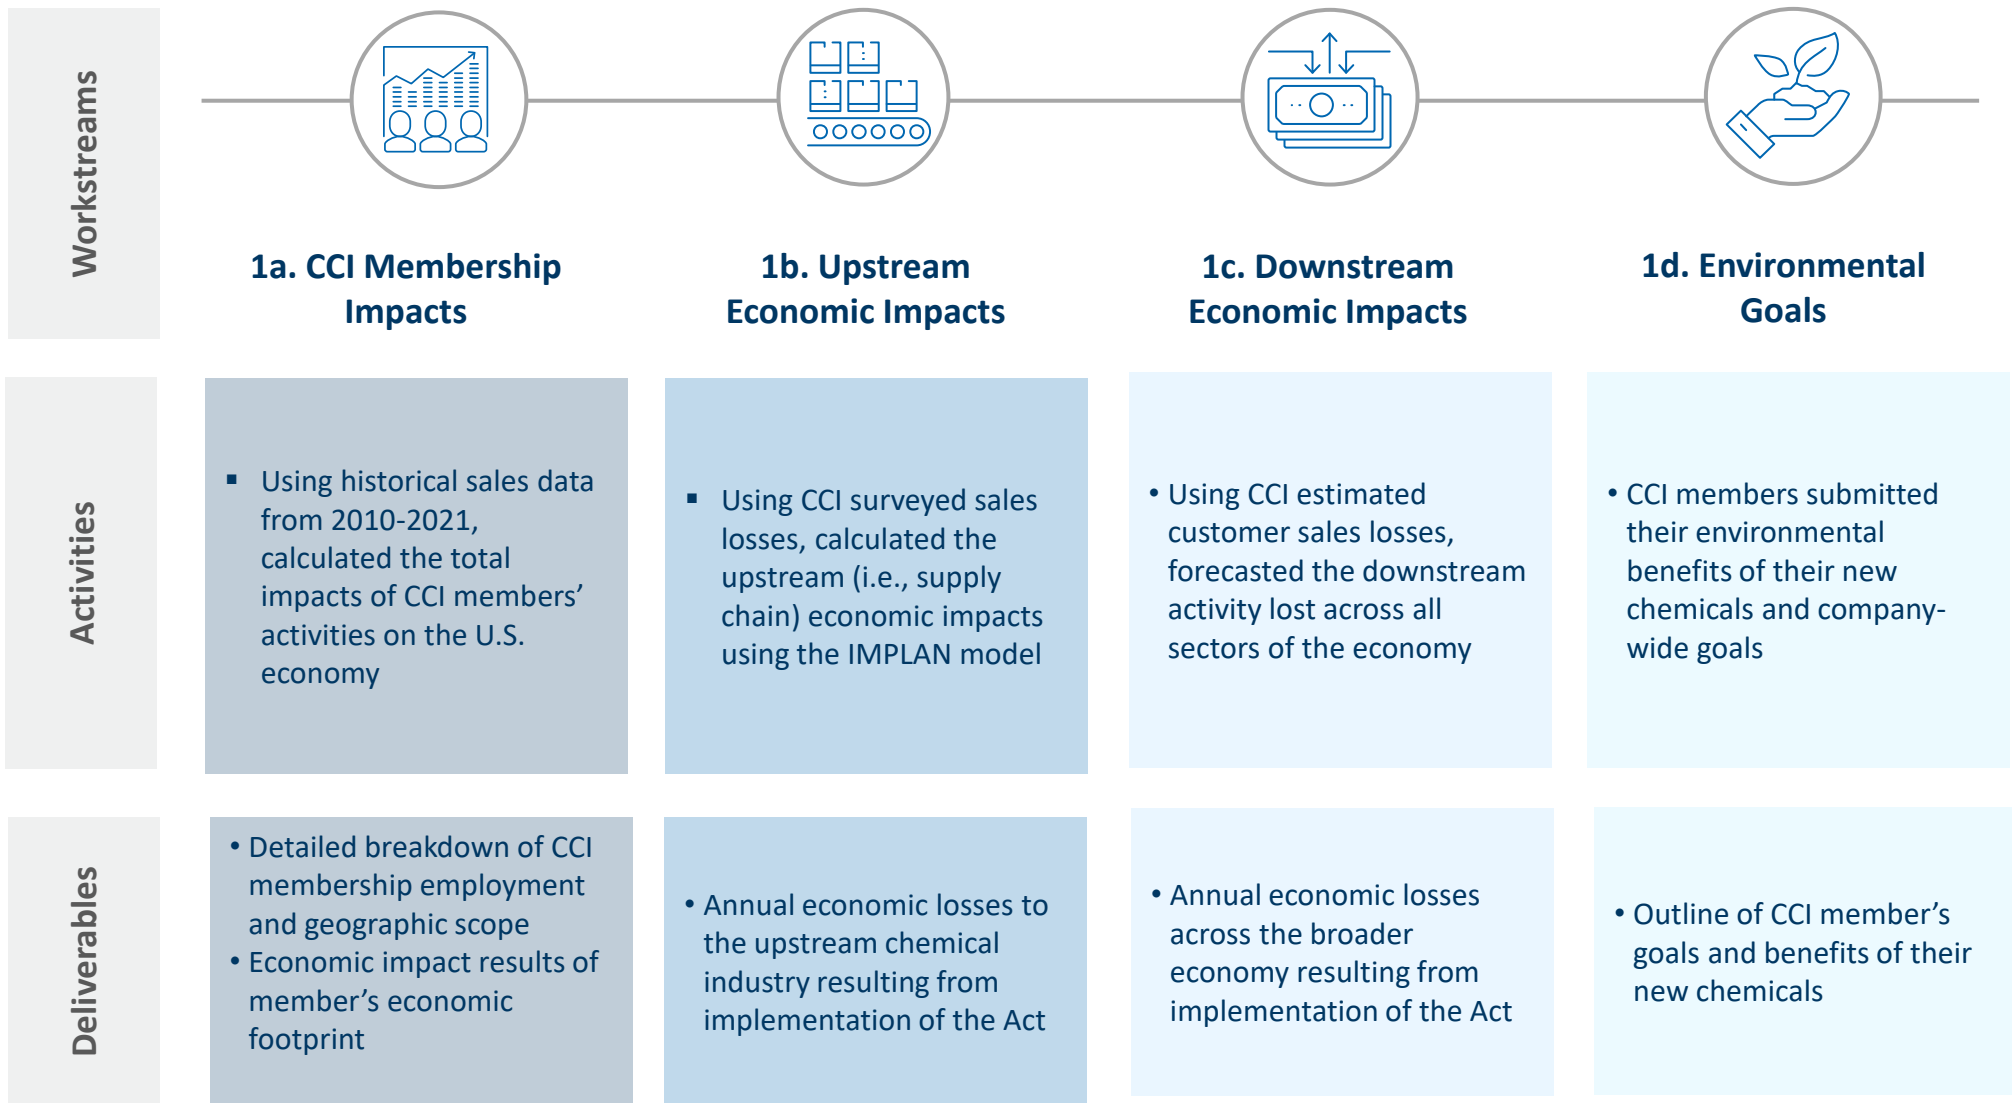 Workstreams
1a. CCI Membership
Impacts
1b. Upstream
Economic Impacts
1c. Downstream
Economic Impacts
1d. Environmental
Goals
Activities
▪ Using historical sales data
from 2010-2021,
calculated the total
impacts of CCI members’
activities on the U.S.
economy
▪ Using CCI surveyed sales
losses, calculated the
upstream (i.e., supply
chain) economic impacts
using the IMPLAN model
• Using CCI estimated
customer sales losses,
forecasted the downstream
activity lost across all
sectors of the economy
• CCI members submitted
their environmental
benefits of their new
chemicals and company-
wide goals
Deliverables
• Detailed breakdown of CCI
membership employment
and geographic scope
• Economic impact results of
member’s economic
footprint
• Annual economic losses to
the upstream chemical
industry resulting from
implementation of the Act
• Annual economic losses
across the broader
economy resulting from
implementation of the Act
• Outline of CCI member’s
goals and benefits of their
new chemicals